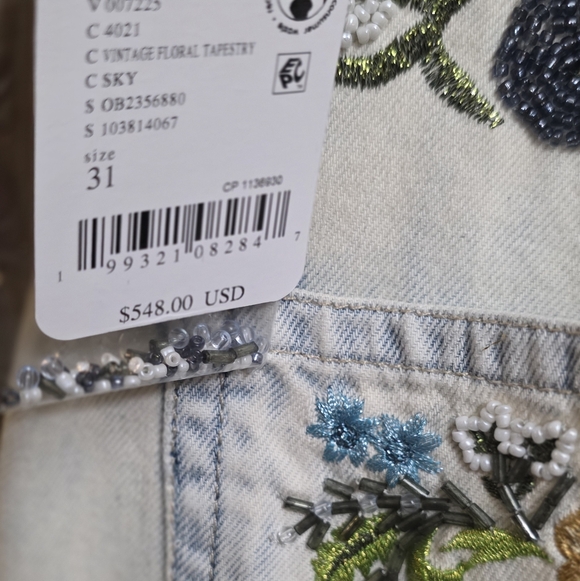 V 007225
C 4021
C VINTAGE FLORAL TAPESTRY
C SKY
S OB2356880
S 103814067
size
31
CP 1136930
1 99321 08284 7
$548.00 USD